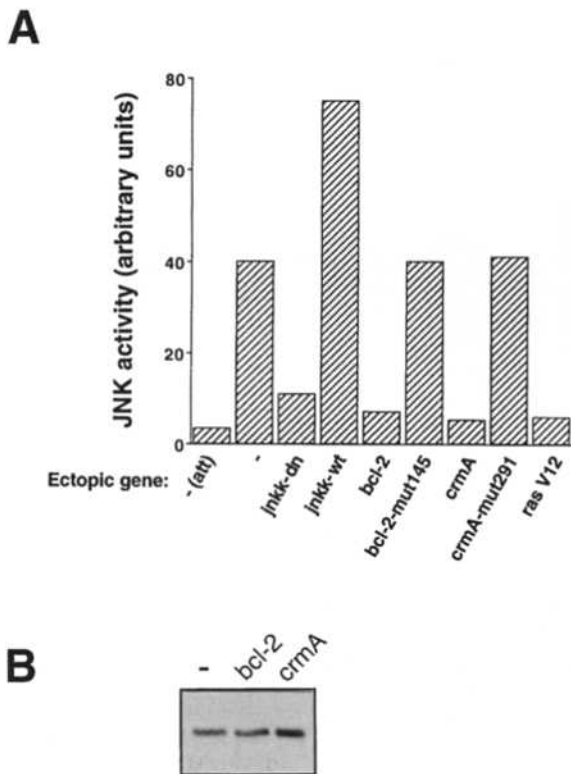 A
JNK activity (arbitrary units)
80
60
40
20
0
Ectopic gene:
- (att)
-
jnkk-dn
jnkk-wt
bcl-2
bcl-2-mut145
crmA
crmA-mut291
ras V12
B
-
bcl-2
crmA